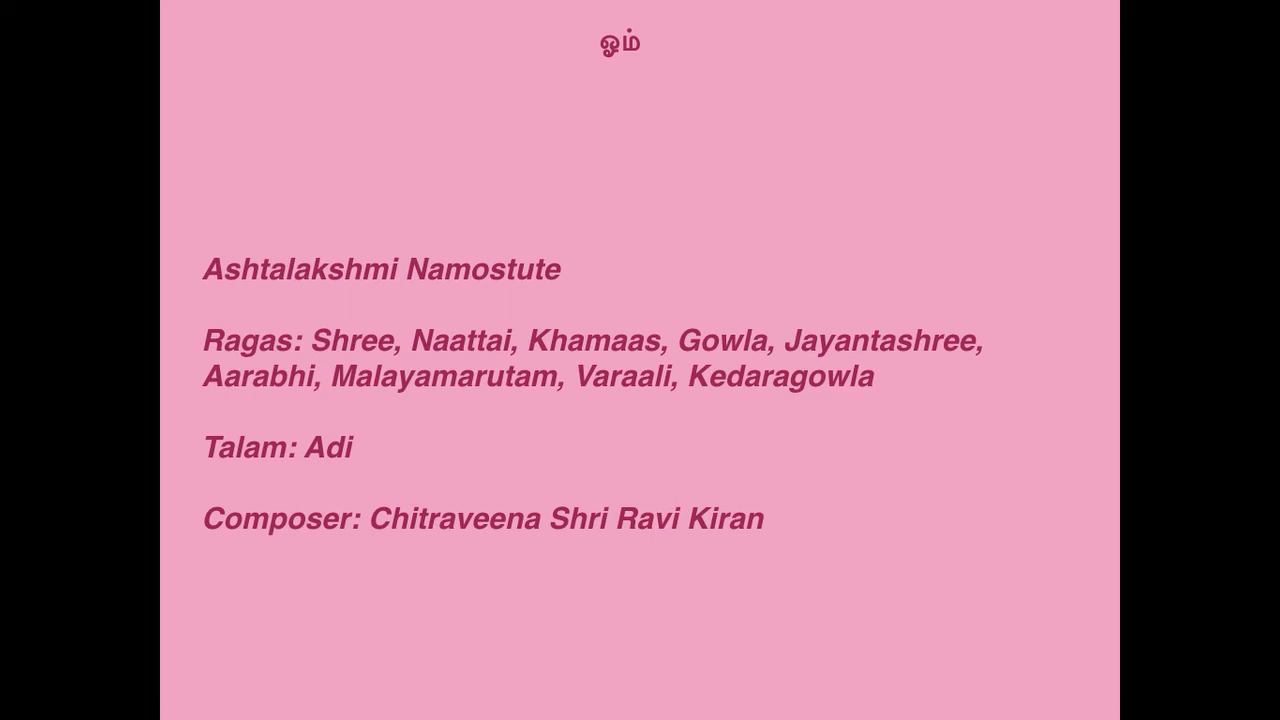 ஓம்
Ashtalakshmi Namostute
Ragas: Shree, Naattai, Khamaas, Gowla, Jayantashree,
Aarabhi, Malayamarutam, Varaali, Kedaragowla
Talam: Adi
Composer: Chitraveena Shri Ravi Kiran